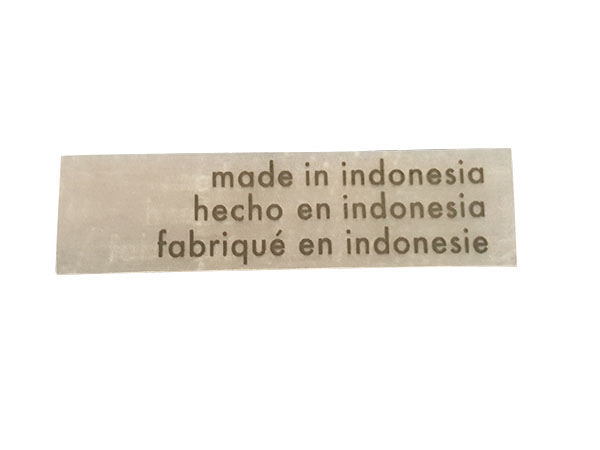 made in indonesia
hecho en indonesia
fabriqué en indonesie